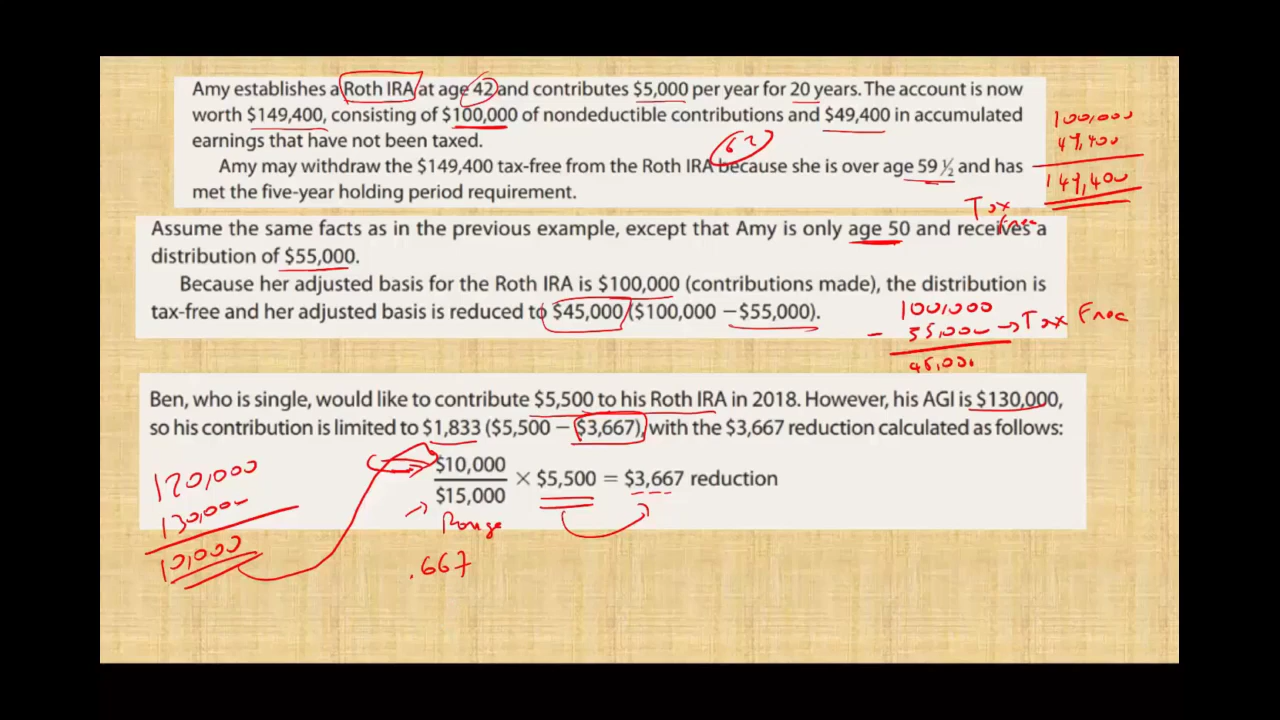 Amy establishes a Roth IRA at age 42 and contributes $5,000 per year for 20 years. The account is now
worth $149,400, consisting of $100,000 of nondeductible contributions and $49,400 in accumulated
earnings that have not been taxed.
62
Amy may withdraw the $149,400 tax-free from the Roth IRA because she is over age 59 ½ and has
met the five-year holding period requirement.
100,000
49,400
149,400
Tax
Free
Assume the same facts as in the previous example, except that Amy is only age 50 and receives a
distribution of $55,000.
Because her adjusted basis for the Roth IRA is $100,000 (contributions made), the distribution is
tax-free and her adjusted basis is reduced to $45,000 ($100,000 −$55,000).
100,000
- 55,000 → Tax Free
45,000
Ben, who is single, would like to contribute $5,500 to his Roth IRA in 2018. However, his AGI is $130,000,
so his contribution is limited to $1,833 ($5,500 − $3,667), with the $3,667 reduction calculated as follows:
$10,000
$15,000
× $5,500 = $3,667 reduction
Range
.667
120,000
130,000
10,000